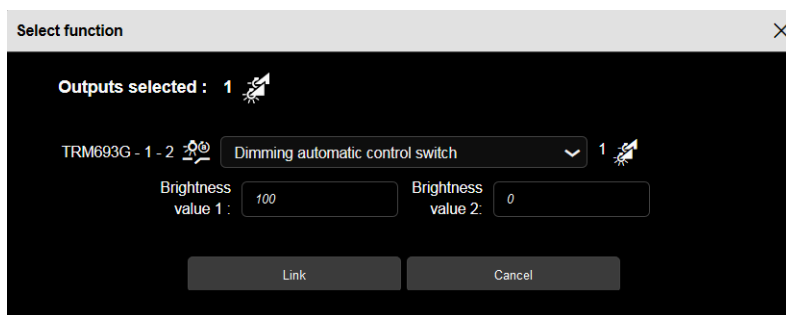 Select function
Outputs selected : 1
TRM693G - 1 - 2 Dimming automatic control switch 1
Brightness value 1 : 100 Brightness value 2: 0
Link Cancel